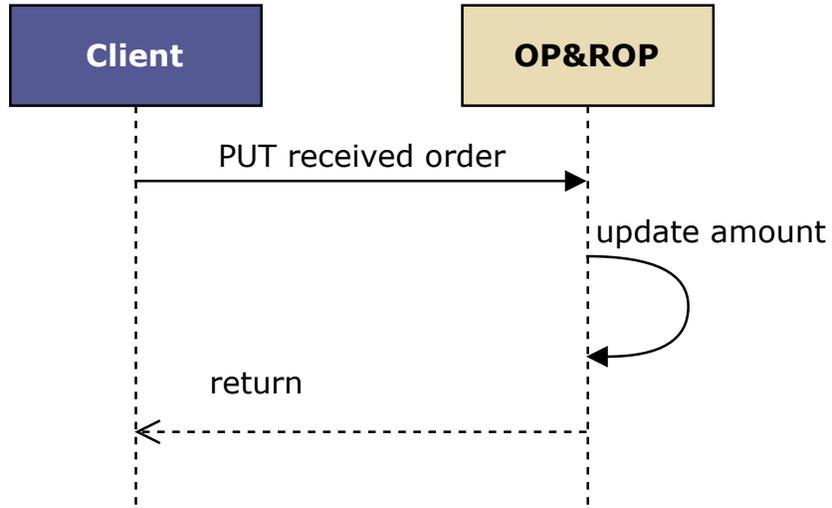 Client
OP&ROP
PUT received order
update amount
return